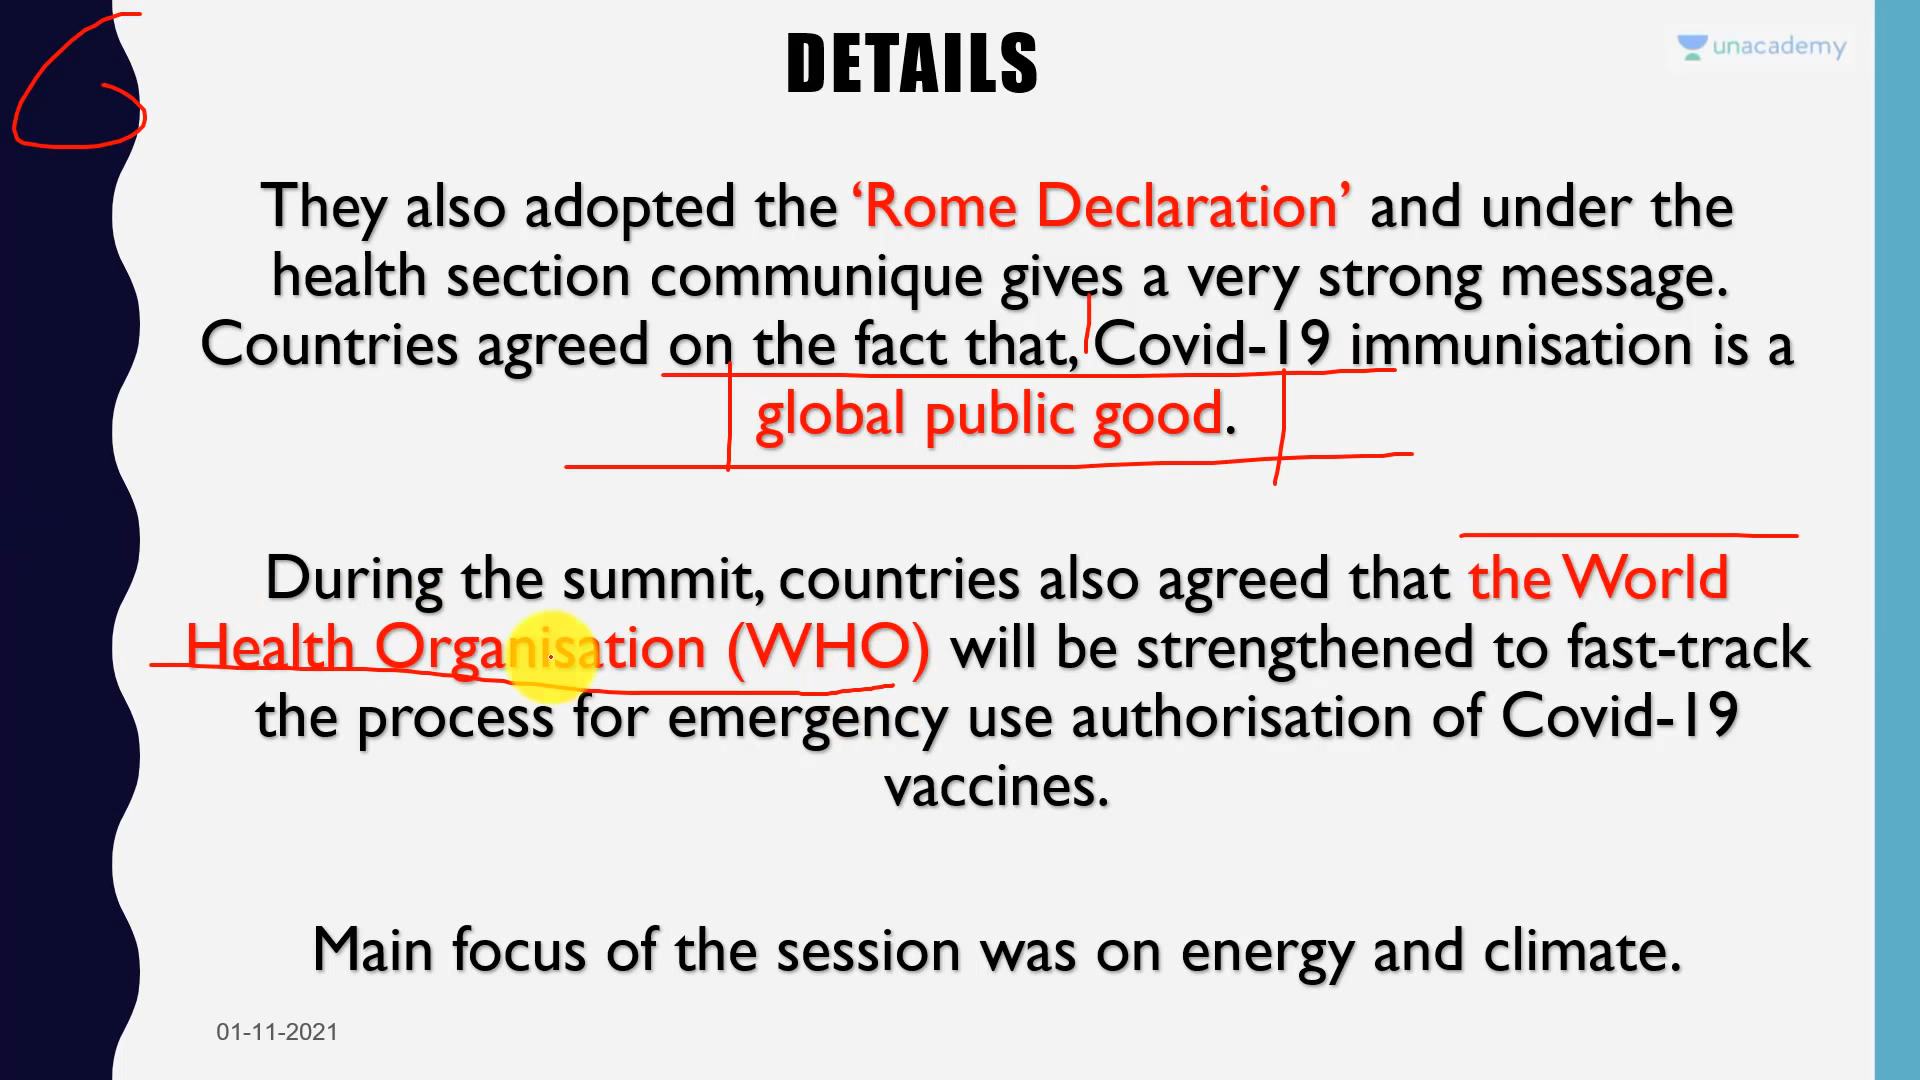 DETAILS
unacademy
They also adopted the ‘Rome Declaration’ and under the
health section communique gives a very strong message.
Countries agreed on the fact that, Covid-19 immunisation is a
global public good.
During the summit, countries also agreed that the World
Health Organisation (WHO) will be strengthened to fast-track
the process for emergency use authorisation of Covid-19
vaccines.
Main focus of the session was on energy and climate.
01-11-2021